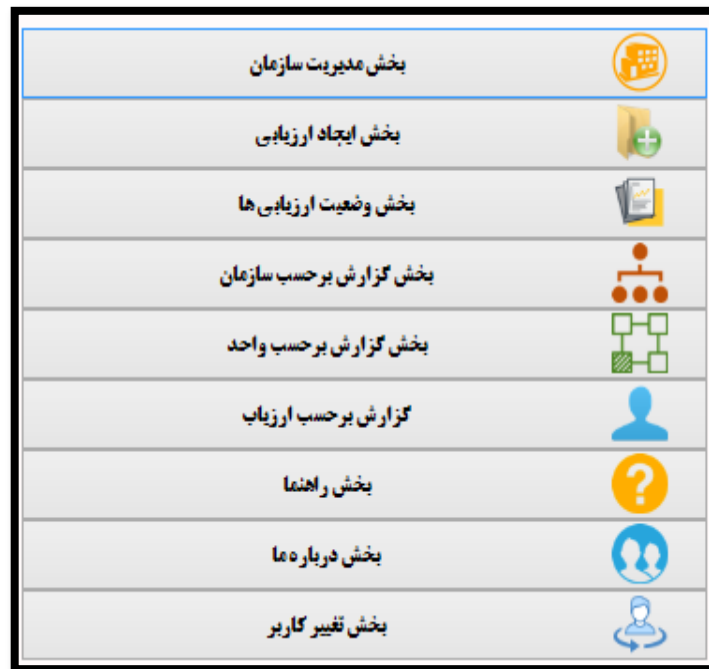 بخش مدیریت سازمان
بخش ایجاد ارزیابی
بخش وضعیت ارزیابی‌ها
بخش گزارش برحسب سازمان
بخش گزارش برحسب واحد
گزارش برحسب ارزیاب
بخش راهنما
بخش درباره ما
بخش تغییر کاربر